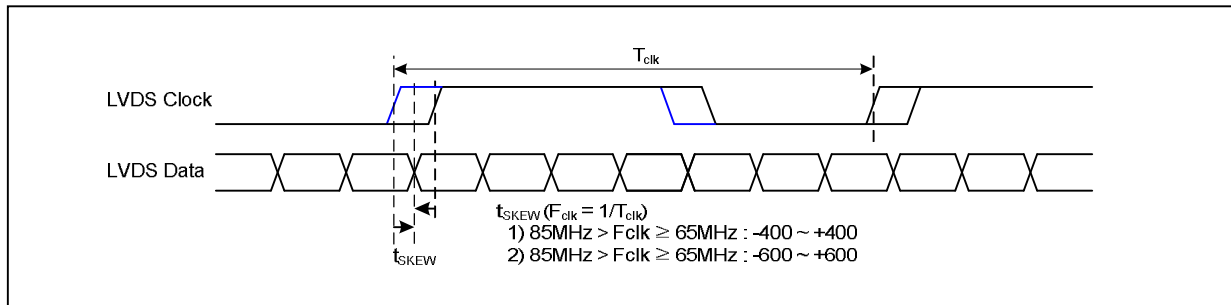 Tclk
LVDS Clock
LVDS Data
tSKEW (Fclk = 1/Tclk)
1) 85MHz > Fclk ≥ 65MHz : -400 ~ +400
tSKEW
2) 85MHz > Fclk ≥ 65MHz : -600 ~ +600